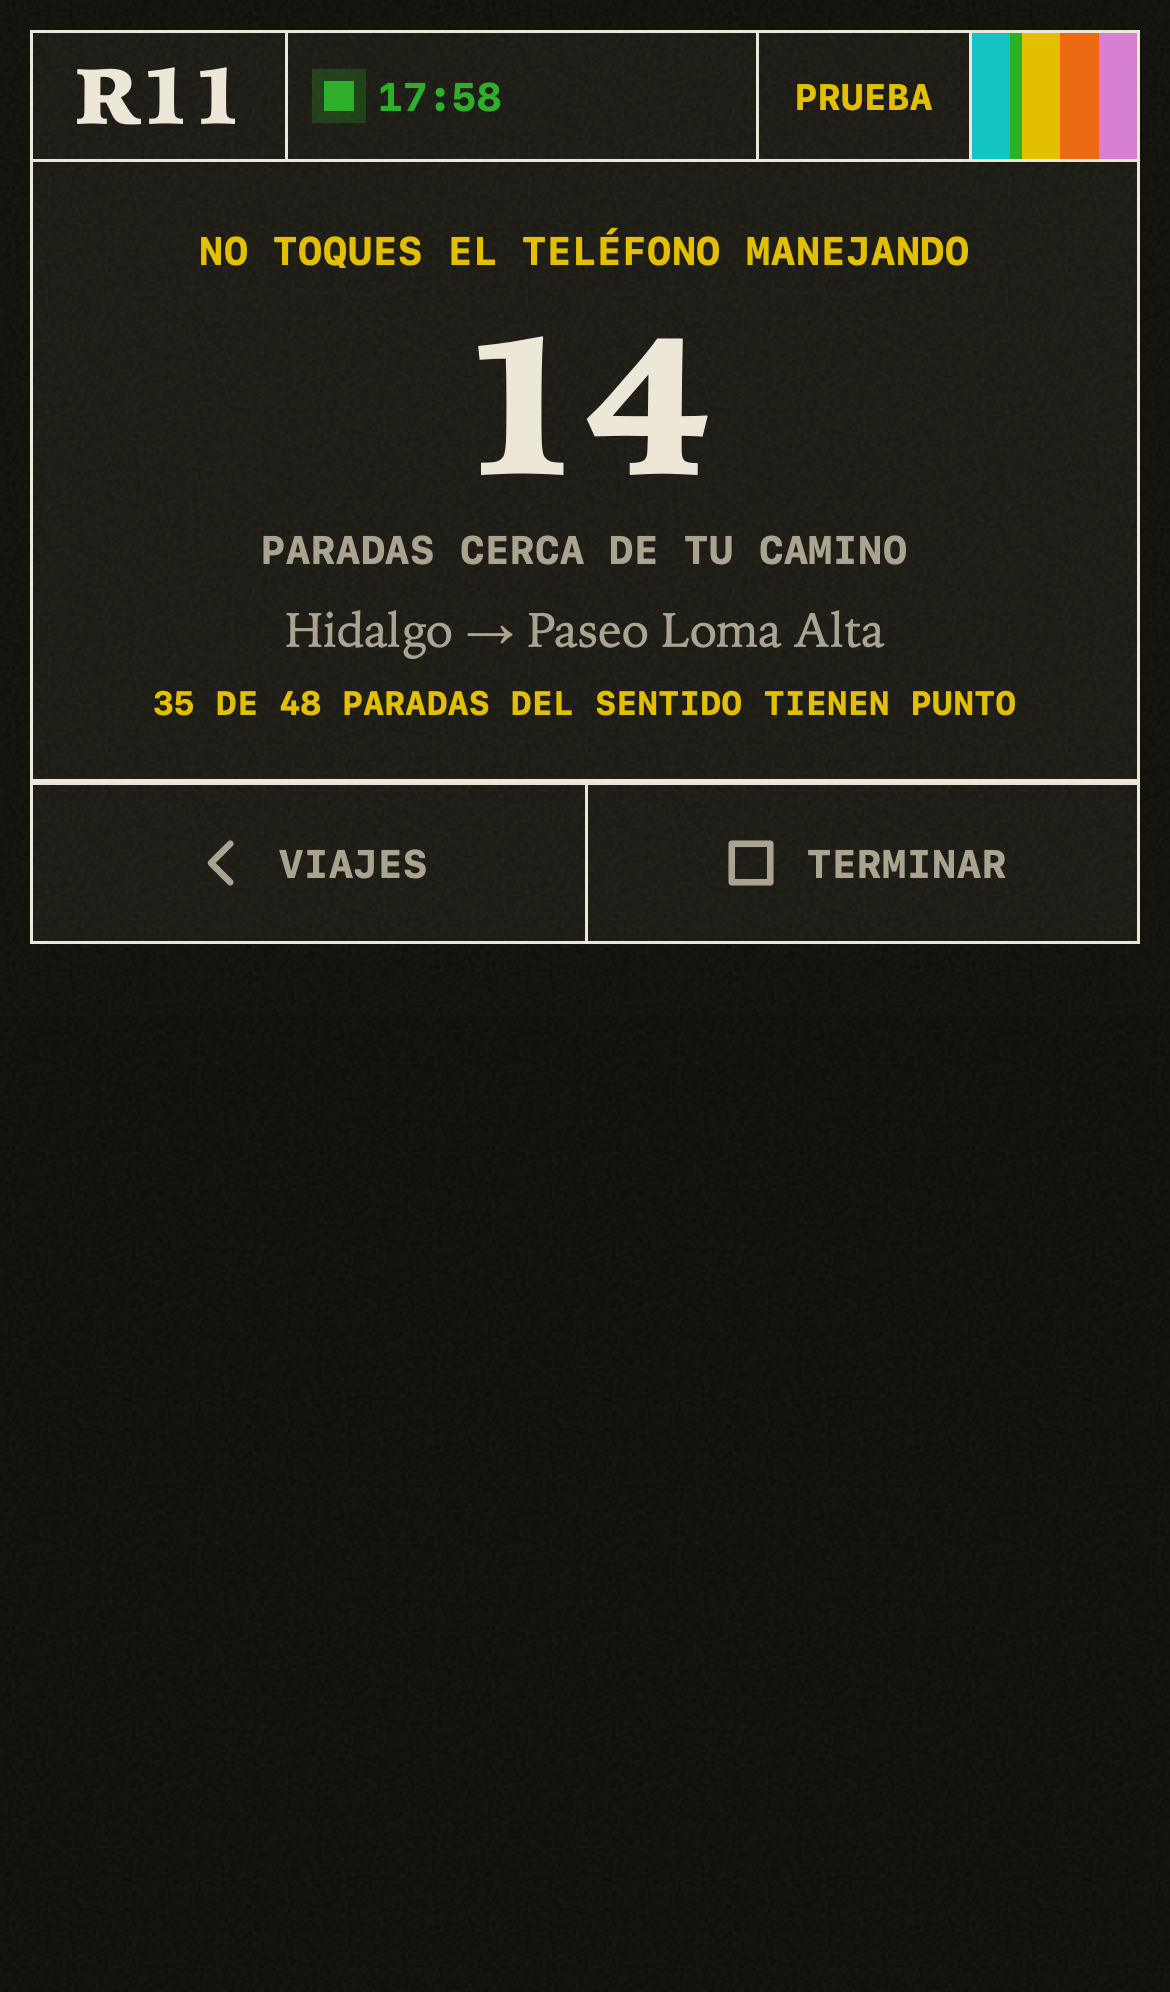 R11
17:58
PRUEBA
NO TOQUES EL TELÉFONO MANEJANDO
14
PARADAS CERCA DE TU CAMINO
Hidalgo → Paseo Loma Alta
35 DE 48 PARADAS DEL SENTIDO TIENEN PUNTO
VIAJES
TERMINAR